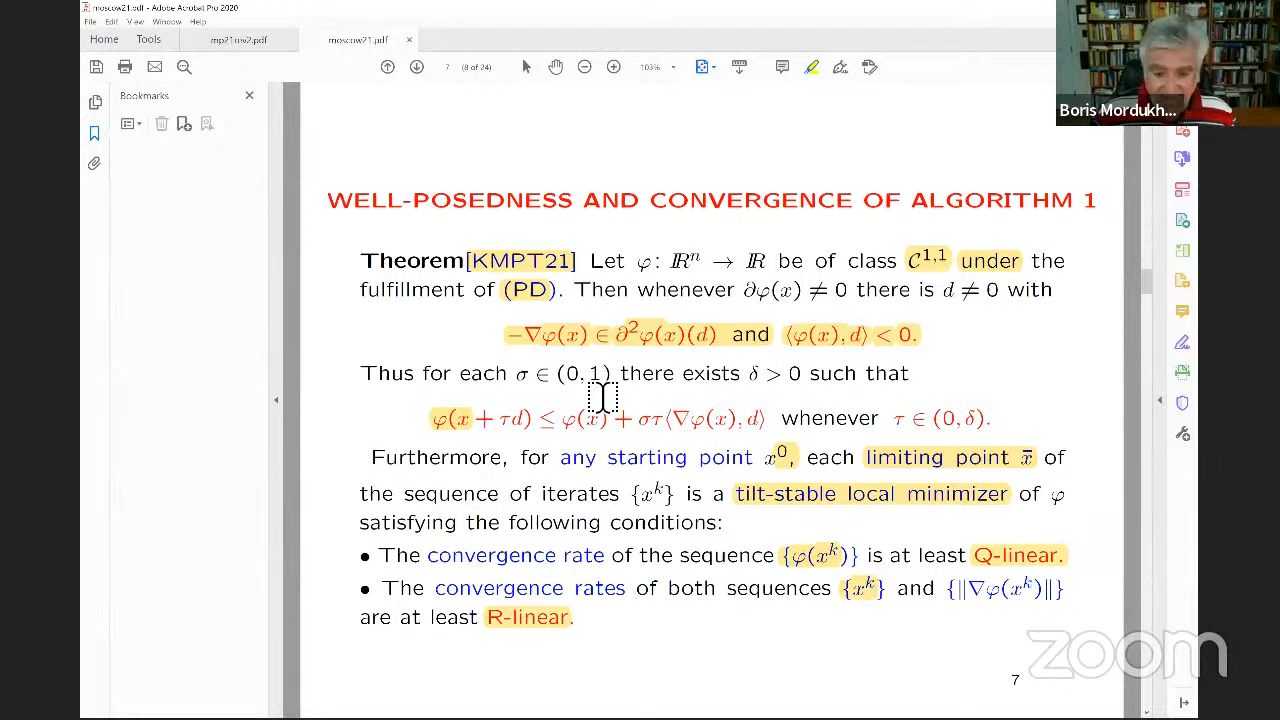 moscow21.pdf - Adobe Acrobat Pro 2020
File Edit View Window Help
Home Tools mp21rev2.pdf moscow21.pdf ×
7 (8 of 24) 103%
Bookmarks
Boris Mordukh...
WELL-POSEDNESS AND CONVERGENCE OF ALGORITHM 1
Theorem[KMPT21] Let φ: ℝⁿ → ℝ be of class 𝒞^{1,1} under the
fulfillment of (PD). Then whenever ∂φ(x) ≠ 0 there is d ≠ 0 with
−∇φ(x) ∈ ∂²φ(x)(d) and ⟨φ(x), d⟩ < 0.
Thus for each σ ∈ (0, 1) there exists δ > 0 such that
φ(x + τd) ≤ φ(x) + στ⟨∇φ(x), d⟩ whenever τ ∈ (0, δ).
Furthermore, for any starting point x⁰, each limiting point x̄ of
the sequence of iterates {xᵏ} is a tilt-stable local minimizer of φ
satisfying the following conditions:
• The convergence rate of the sequence {φ(xᵏ)} is at least Q-linear.
• The convergence rates of both sequences {xᵏ} and {‖∇φ(xᵏ)‖}
are at least R-linear.
zoom
7